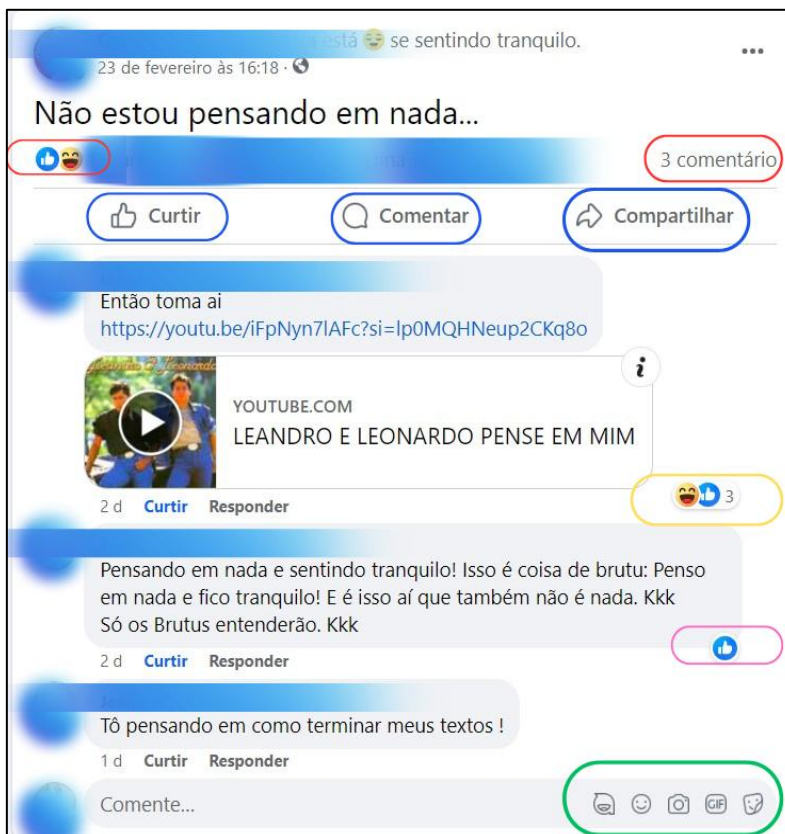 está 😌 se sentindo tranquilo.
23 de fevereiro às 16:18 ·
Não estou pensando em nada...
3 comentário
Curtir Comentar Compartilhar
Então toma ai
https://youtu.be/iFpNyn7lAFc?si=lp0MQHNeup2CKq8o
Leandro & Leonardo
YOUTUBE.COM
LEANDRO E LEONARDO PENSE EM MIM
3
2 d Curtir Responder
Pensando em nada e sentindo tranquilo! Isso é coisa de brutu: Penso
em nada e fico tranquilo! E é isso aí que também não é nada. Kkk
Só os Brutus entenderão. Kkk
2 d Curtir Responder
Tô pensando em como terminar meus textos !
1 d Curtir Responder
Comente...
GIF